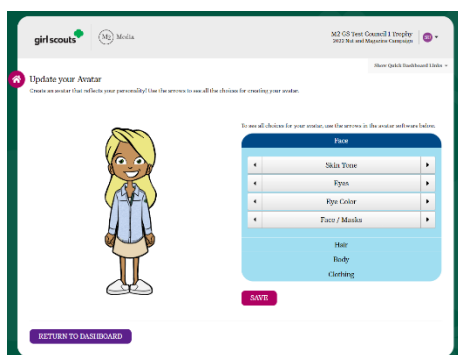 girl scouts
M2 Media
M2 GS Test Council 1 Trophy
2022 Nut and Magazine Campaign
Show Quick Dashboard Links
Update your Avatar
Create an avatar that reflects your personality! Use the arrows to see all the choices for creating your avatar.
To see all choices for your avatar, use the arrows in the avatar software below.
Face
Skin Tone
Eyes
Eye Color
Face / Masks
Hair
Body
Clothing
SAVE
RETURN TO DASHBOARD